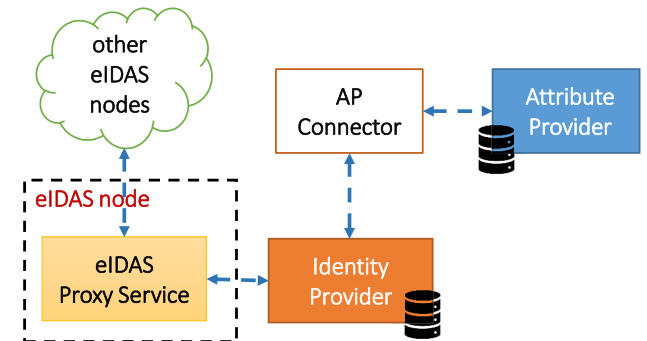 other
eIDAS
nodes
AP
Connector
Attribute
Provider
eIDAS node
eIDAS
Proxy Service
Identity
Provider